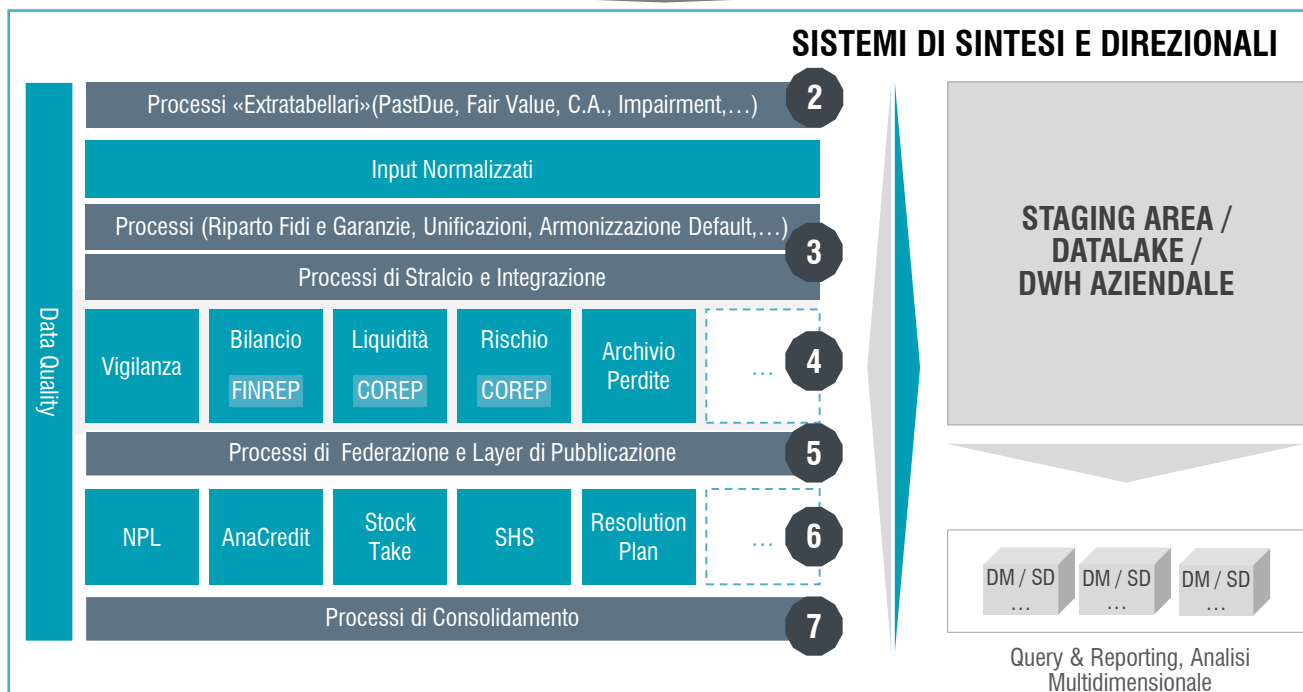 SISTEMI DI SINTESI E DIREZIONALI
Data Quality
Processi «Extratabellari»(PastDue, Fair Value, C.A., Impairment,…)
2
Input Normalizzati
Processi (Riparto Fidi e Garanzie, Unificazioni, Armonizzazione Default,…)
3
Processi di Stralcio e Integrazione
Vigilanza
Bilancio
FINREP
Liquidità
COREP
Rischio
COREP
Archivio
Perdite
…
4
Processi di Federazione e Layer di Pubblicazione
5
NPL
AnaCredit
Stock
Take
SHS
Resolution
Plan
…
6
Processi di Consolidamento
7
STAGING AREA /
DATALAKE /
DWH AZIENDALE
DM / SD
…
DM / SD
…
DM / SD
…
Query & Reporting, Analisi
Multidimensionale